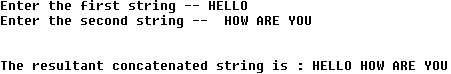 Enter the first string -- HELLO
Enter the second string --  HOW ARE YOU
The resultant concatenated string is : HELLO HOW ARE YOU